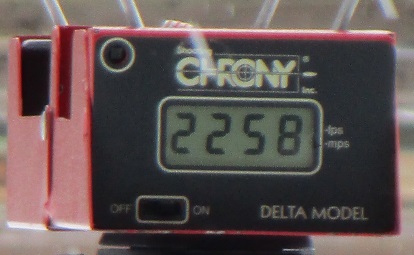 Shooting
CHRONY ®
Inc.
2258
-fps
-mps
OFF ON
DELTA MODEL